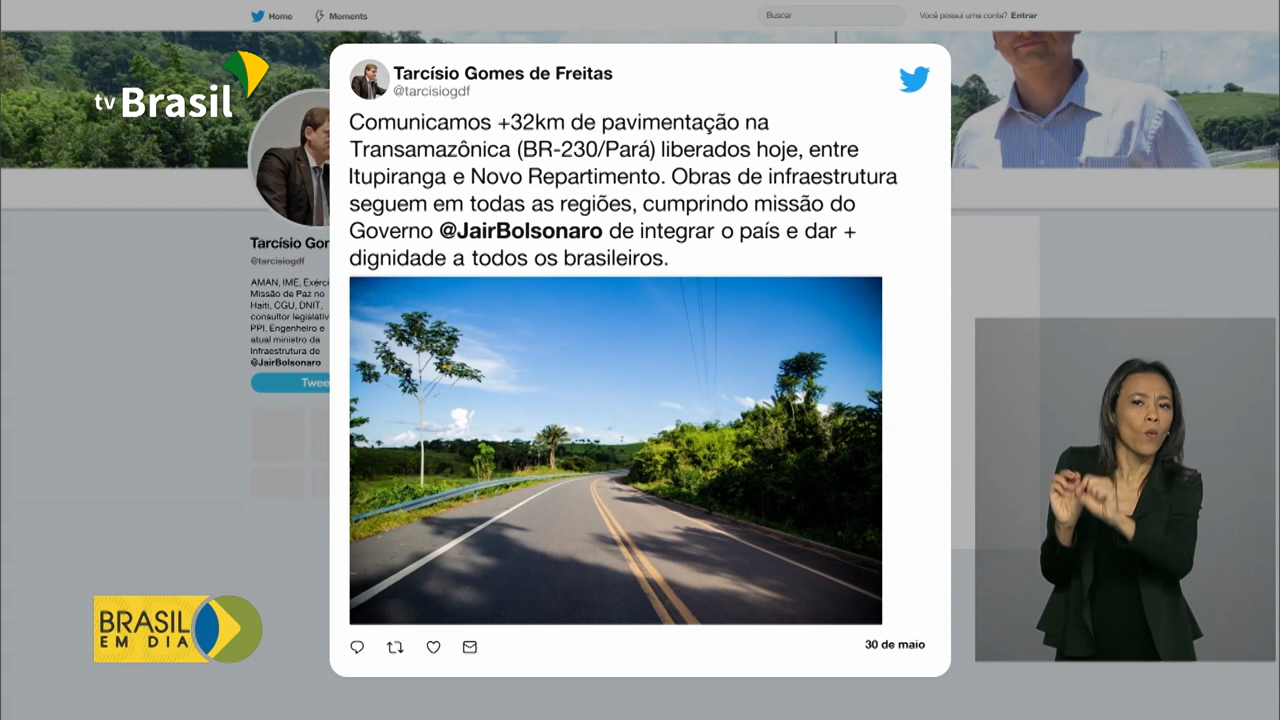 Home
Moments
Buscar
Você possui uma conta? Entrar
tv Brasil
Tarcísio Gomes de Freitas
@tarcisiogdf
Comunicamos +32km de pavimentação na
Transamazônica (BR-230/Pará) liberados hoje, entre
Itupiranga e Novo Repartimento. Obras de infraestrutura
seguem em todas as regiões, cumprindo missão do
Governo @JairBolsonaro de integrar o país e dar +
dignidade a todos os brasileiros.
30 de maio
Tarcísio Gor
@tarcisiogdf
AMAN, IME, Exérci
Missão de Paz no
Haiti, CGU, DNIT,
consultor legislativ
PPI. Engenheiro e
atual ministro da
Infraestrutura de
@JairBolsonaro
Twee
BRASIL
EM DIA